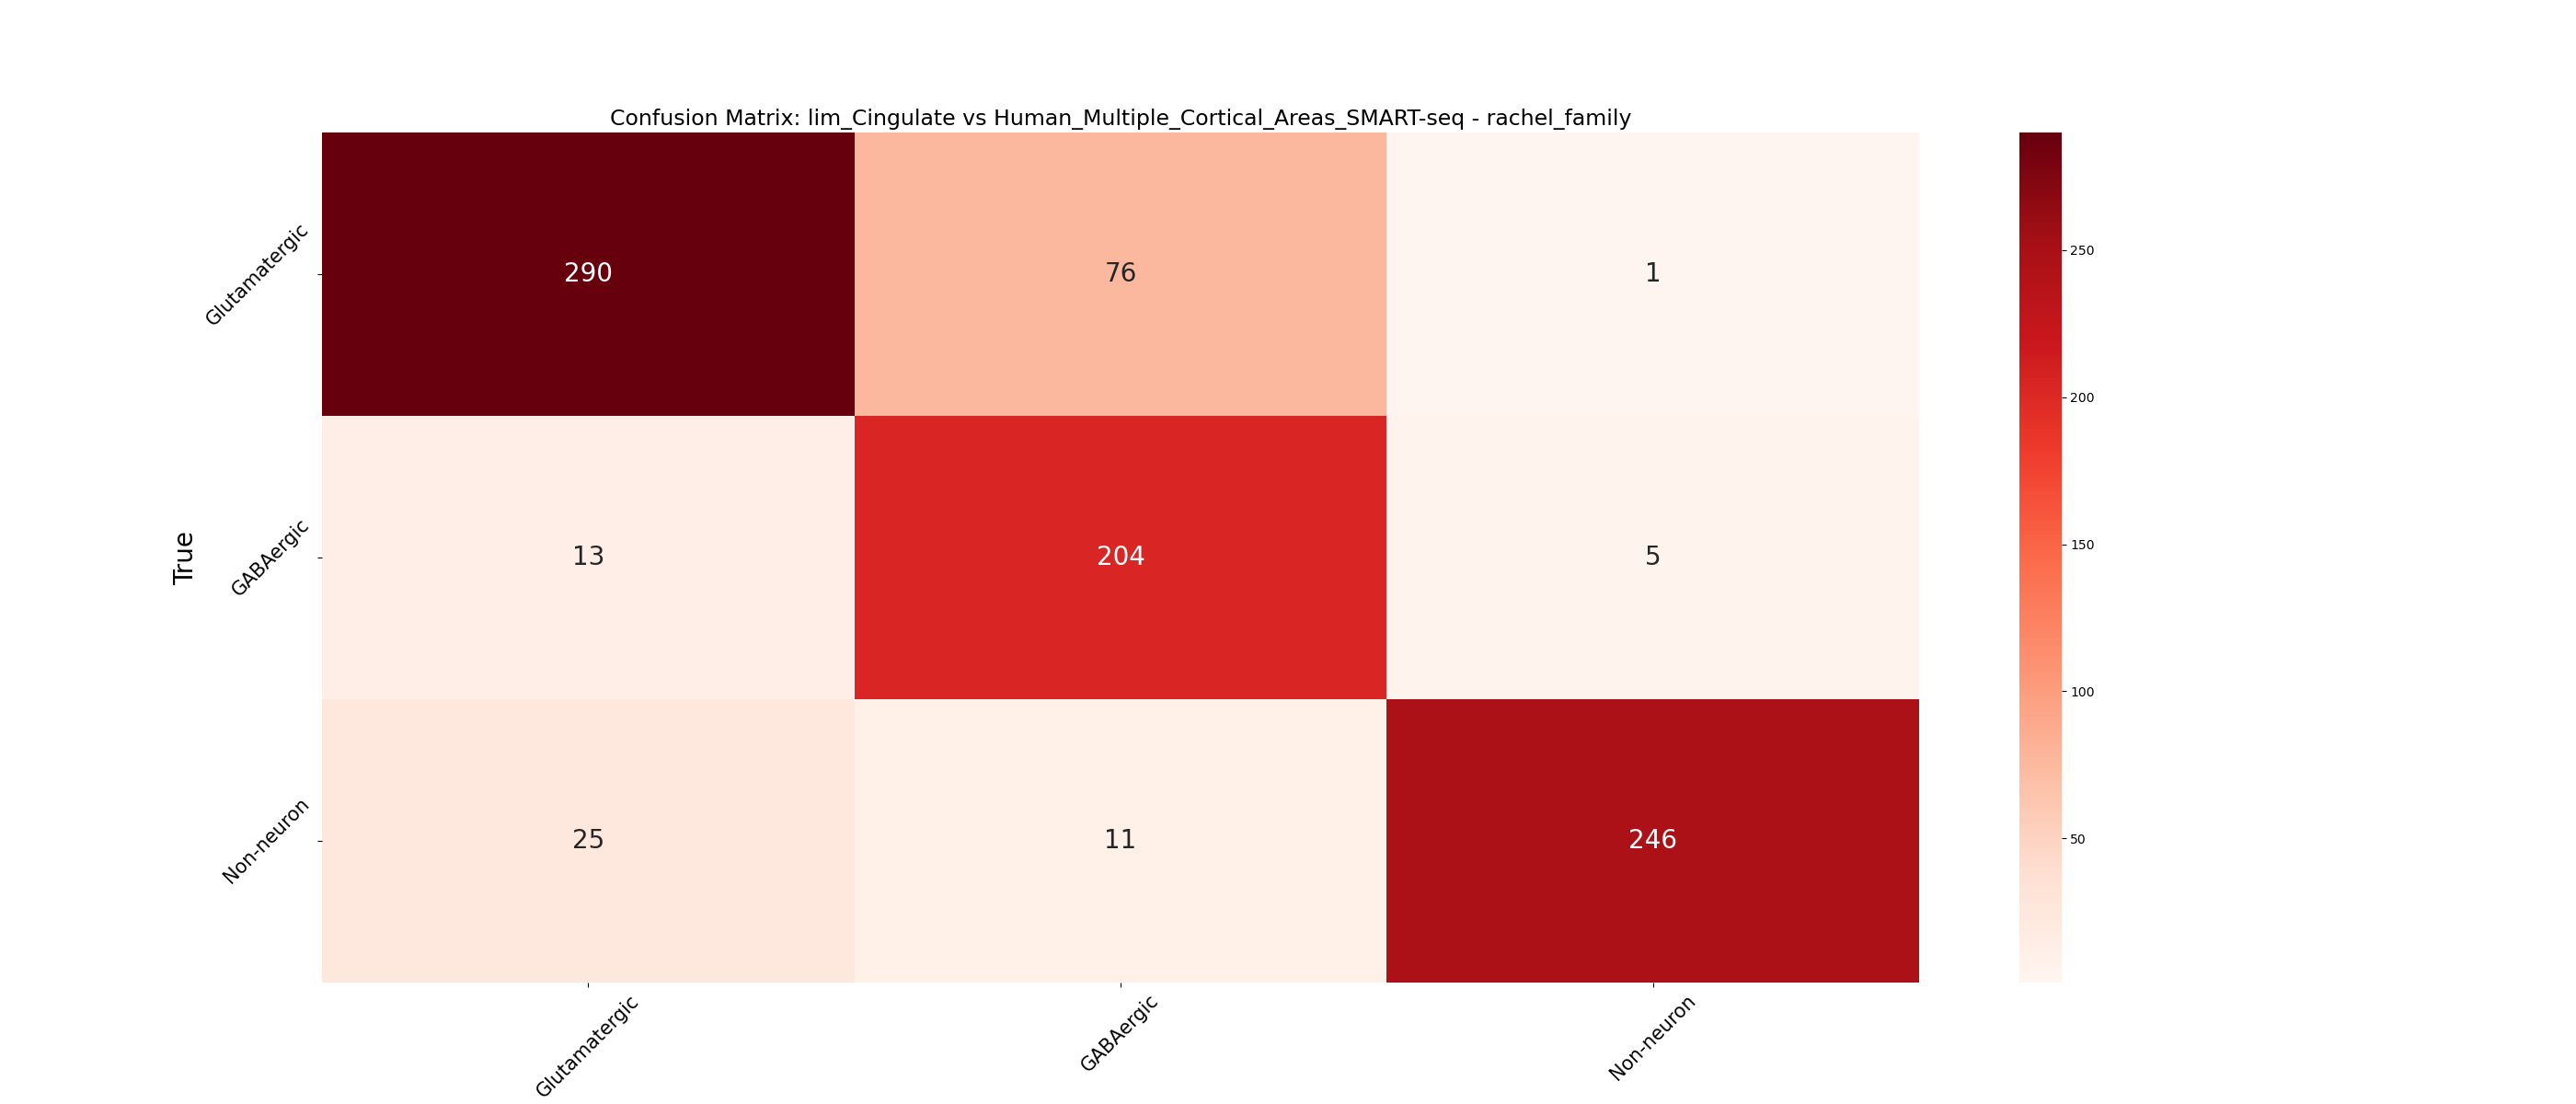 Confusion Matrix: lim_Cingulate vs Human_Multiple_Cortical_Areas_SMART-seq - rachel_family
Glutamatergic
290
76
1
GABAergic
13
204
5
Non-neuron
25
11
246
True
Glutamatergic
GABAergic
Non-neuron
250
200
150
100
50